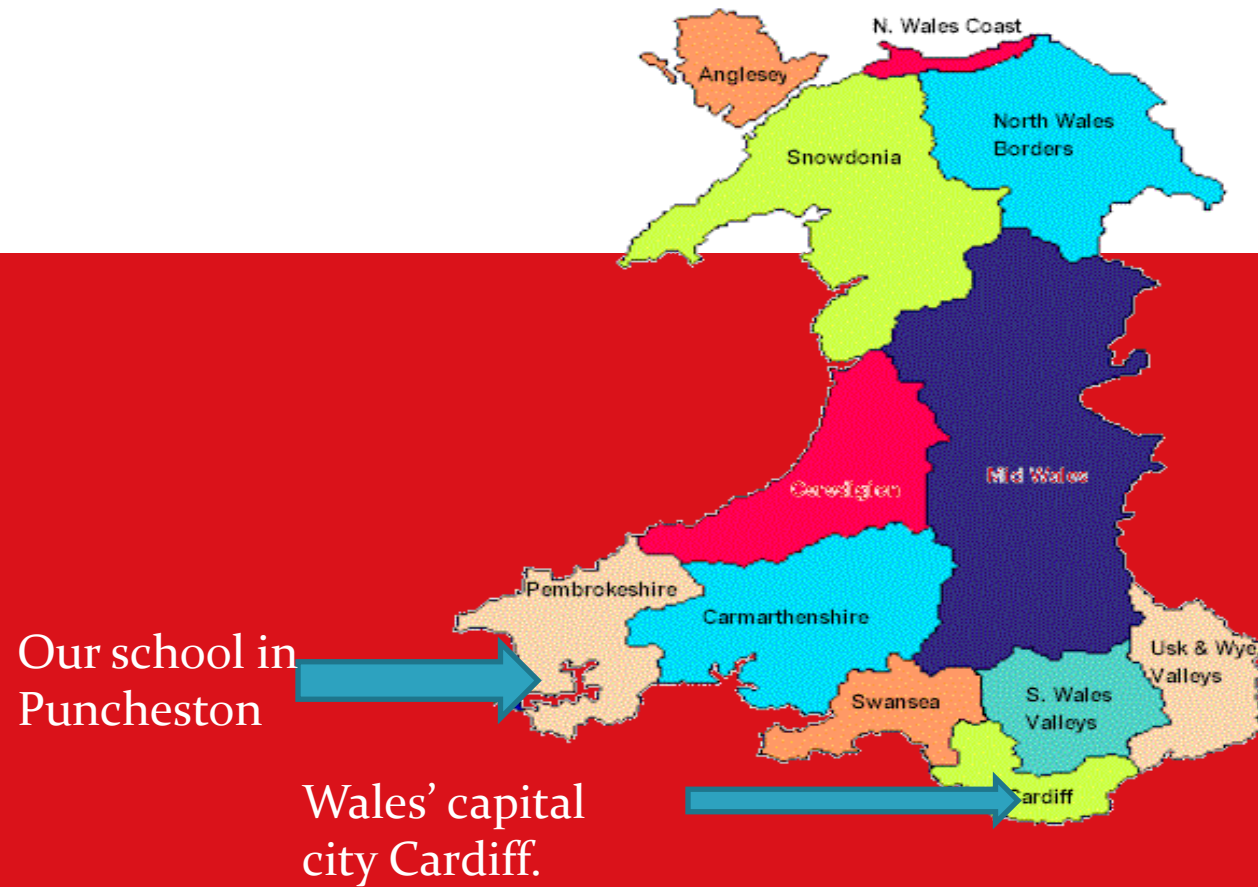 N. Wales Coast
Anglesey
North Wales
Borders
Snowdonia
Mid Wales
Ceredigion
Pembrokeshire
Carmarthenshire
Our school in
Puncheston
Usk & Wye
Valleys
Swansea
S. Wales
Valleys
Wales’ capital
city Cardiff.
Cardiff